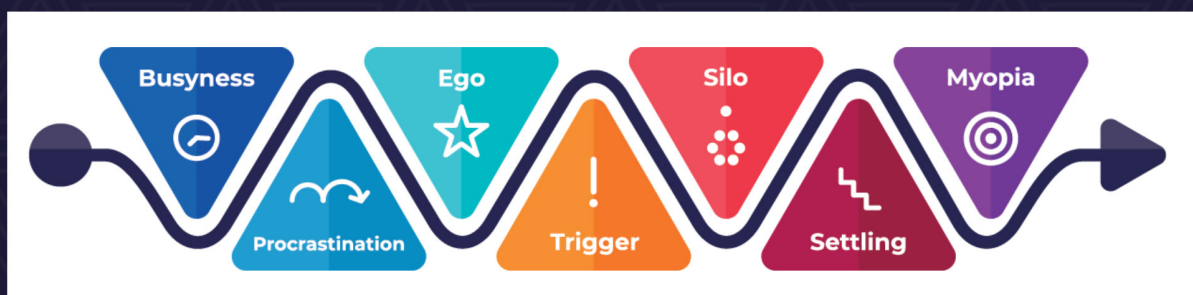 Busyness
Procrastination
Ego
Trigger
Silo
Settling
Myopia